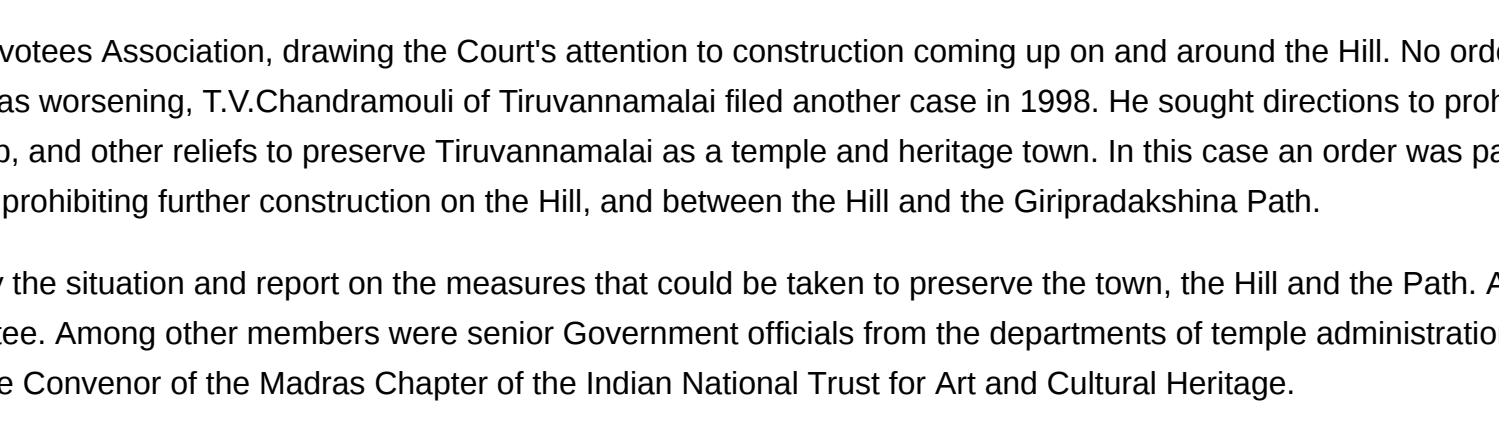 votees Association, drawing the Court's attention to construction coming up on and around the Hill. No
as worsening, T.V.Chandramouli of Tiruvannamalai filed another case in 1998. He sought directions to
and other reliefs to preserve Tiruvannamalai as a temple and heritage town. In this case an order was
prohibiting further construction on the Hill, and between the Hill and the Giripradakshina Path.
the situation and report on the measures that could be taken to preserve the town, the Hill and the Path.
tee. Among other members were senior Government officials from the departments of temple administration
e Convenor of the Madras Chapter of the Indian National Trust for Art and Cultural Heritage.